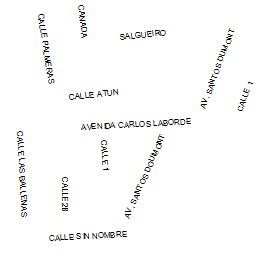 CANADA
CALLE PALMERAS
SALGUEIRO
AV. SANTOS DUMONT
CALLE ATUN
CALLE 1
AVENIDA CARLOS LABORDE
CALLE 1
CALLE LAS BALLENAS
AV. SANTOS DOUMONT
CALLE 28
CALLE SIN NOMBRE